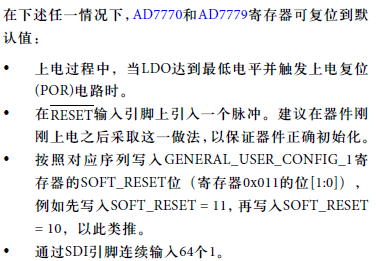 在下述任一情况下，AD7770和AD7779寄存器可复位到默
认值：
• 上电过程中，当LDO达到最低电平并触发上电复位
(POR)电路时。
• 在RESET输入引脚上引入一个脉冲。建议在器件刚
刚上电之后采取这一做法，以保证器件正确初始化。
• 按照对应序列写入GENERAL_USER_CONFIG_1寄
存器的SOFT_RESET位（寄存器0x011的位[1:0]），
例如先写入SOFT_RESET = 11，再写入SOFT_RESET
= 10，以此类推。
• 通过SDI引脚连续输入64个1。